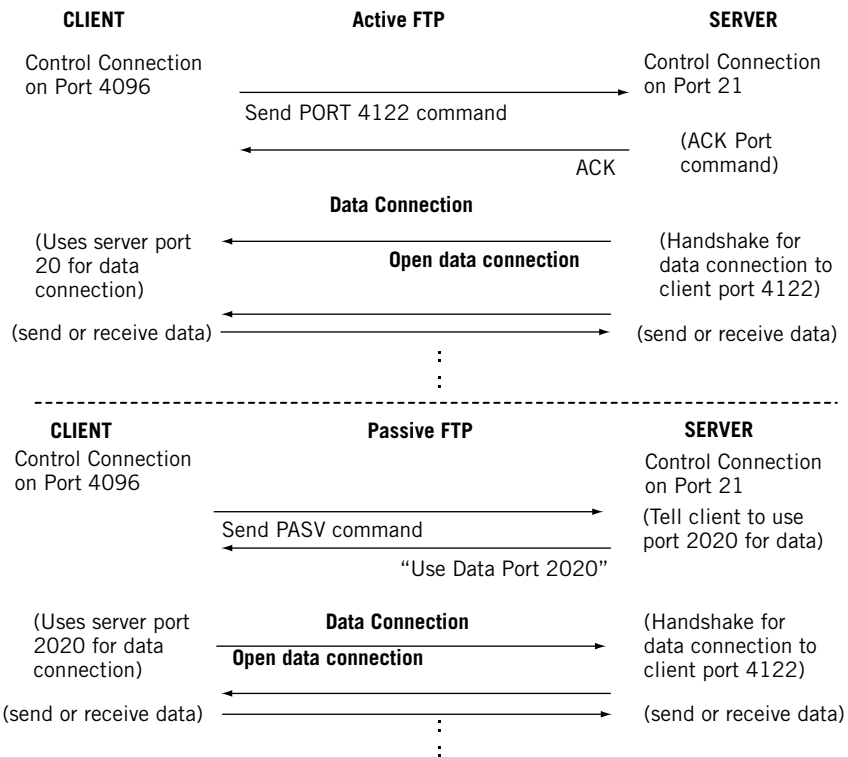 CLIENT
Active FTP
SERVER
Control Connection
on Port 4096
Control Connection
on Port 21
Send PORT 4122 command
(ACK Port
command)
ACK
Data Connection
(Uses server port
20 for data
connection)
Open data connection
(Handshake for
data connection to
client port 4122)
(send or receive data)
(send or receive data)
CLIENT
Passive FTP
SERVER
Control Connection
on Port 4096
Control Connection
on Port 21
Send PASV command
(Tell client to use
port 2020 for data)
“Use Data Port 2020”
(Uses server port
2020 for data
connection)
Data Connection
Open data connection
(Handshake for
data connection to
client port 4122)
(send or receive data)
(send or receive data)